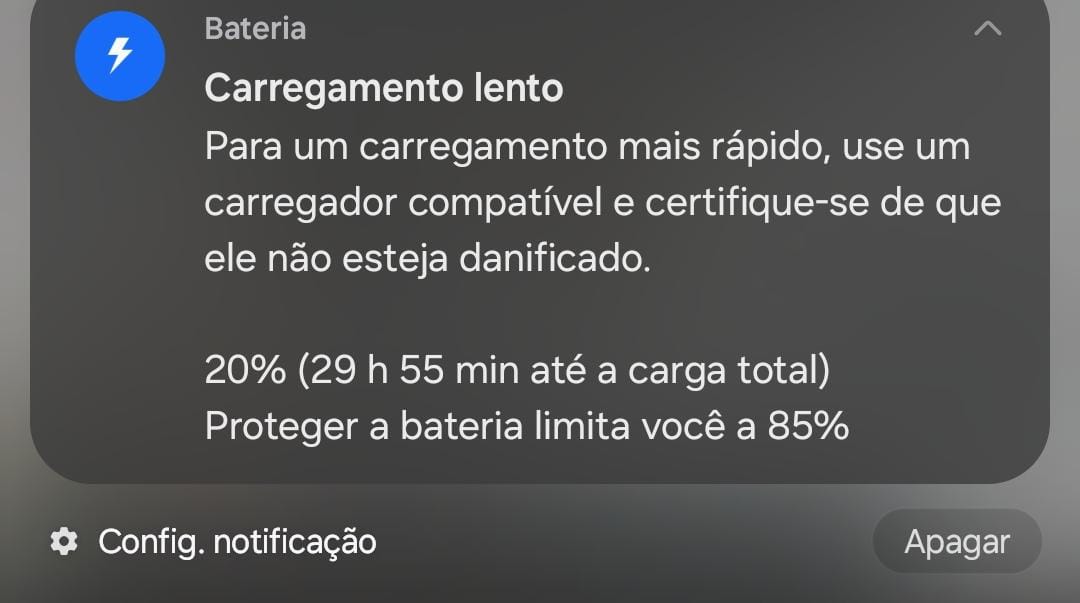 Bateria
Carregamento lento
Para um carregamento mais rápido, use um
carregador compatível e certifique-se de que
ele não esteja danificado.
20% (29 h 55 min até a carga total)
Proteger a bateria limita você a 85%
Config. notificação
Apagar